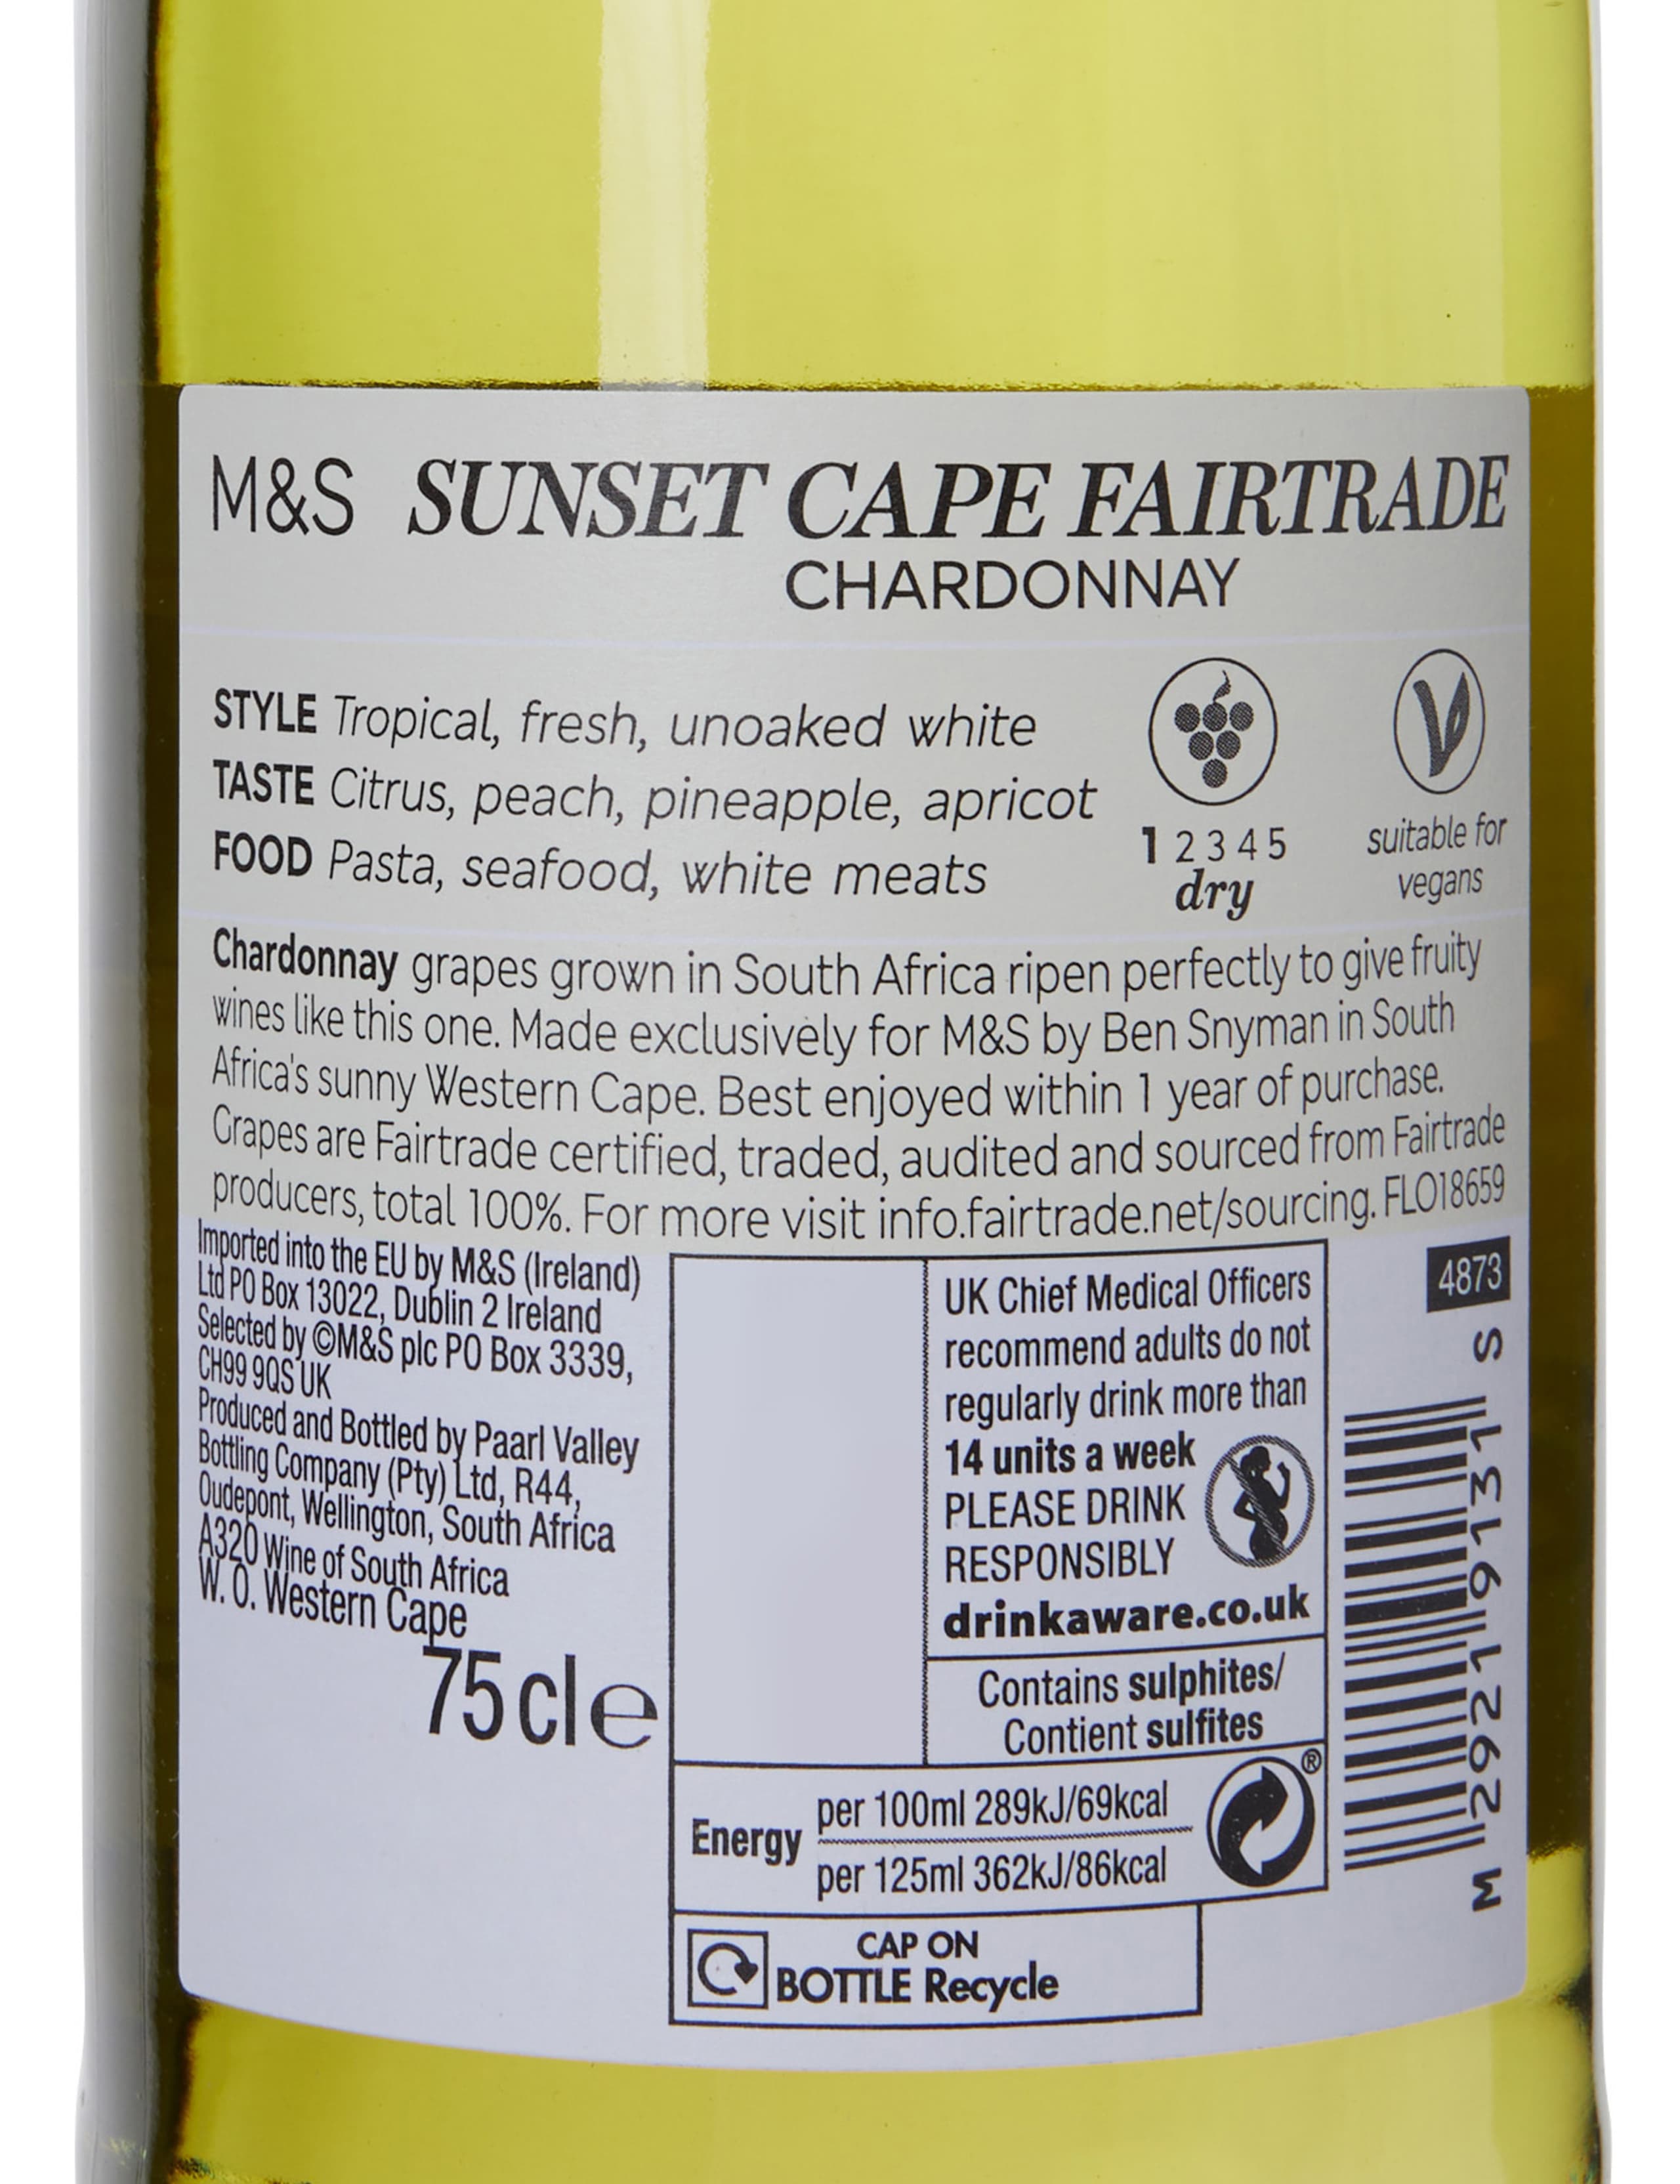 M&S SUNSET CAPE FAIRTRADE
CHARDONNAY
STYLE Tropical, fresh, unoaked white
TASTE Citrus, peach, pineapple, apricot
FOOD Pasta, seafood, white meats
1 2 3 4 5
dry
suitable for
vegans
Chardonnay grapes grown in South Africa ripen perfectly to give fruity
wines like this one. Made exclusively for M&S by Ben Snyman in South
Africa's sunny Western Cape. Best enjoyed within 1 year of purchase.
Grapes are Fairtrade certified, traded, audited and sourced from Fairtrade
producers, total 100%. For more visit info.fairtrade.net/sourcing. FLO18659
Imported into the EU by M&S (Ireland)
Ltd PO Box 13022, Dublin 2 Ireland
Selected by ©M&S plc PO Box 3339,
CH99 9QS UK
Produced and Bottled by Paarl Valley
Bottling Company (Pty) Ltd, R44,
Oudepont, Wellington, South Africa
A320 Wine of South Africa
W. O. Western Cape
75cl e
UK Chief Medical Officers
recommend adults do not
regularly drink more than
14 units a week
PLEASE DRINK
RESPONSIBLY
drinkaware.co.uk
Contains sulphites/
Contient sulfites
Energy
per 100ml 289kJ/69kcal
per 125ml 362kJ/86kcal
®
CAP ON
BOTTLE Recycle
4873
M 29219131 S